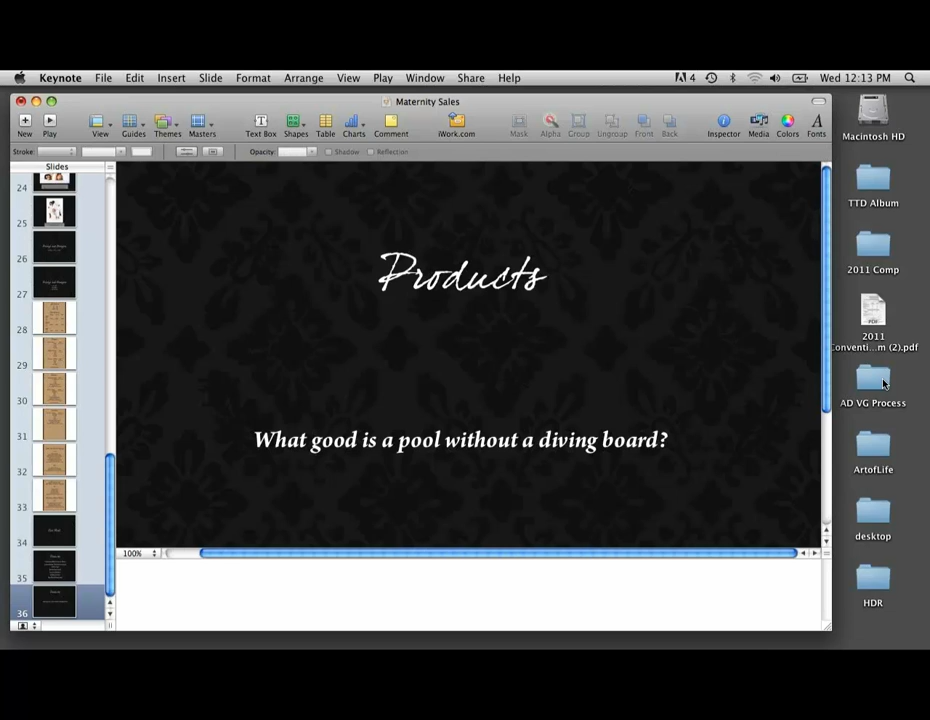 Keynote File Edit Insert Slide Format Arrange View Play Window Share Help 4 Wed 12:13 PM
Maternity Sales
New Play View Guides Themes Masters Text Box Shapes Table Charts Comment iWork.com Mask Alpha Group Ungroup Front Back Inspector Media Colors Fonts
Stroke: Opacity: Shadow Reflection
Slides
24
25
26
27
28
29
30
31
32
33
34
35
36
Products
What good is a pool without a diving board?
100%
Macintosh HD
TTD Album
2011 Comp
PDF
2011
Conventi...m (2).pdf
AD VG Process
ArtofLife
desktop
HDR